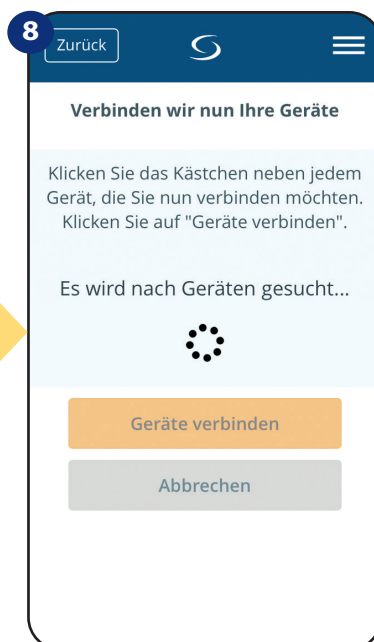 8
Zurück
Verbinden wir nun Ihre Geräte
Klicken Sie das Kästchen neben jedem
Gerät, die Sie nun verbinden möchten.
Klicken Sie auf "Geräte verbinden".
Es wird nach Geräten gesucht...
Geräte verbinden
Abbrechen